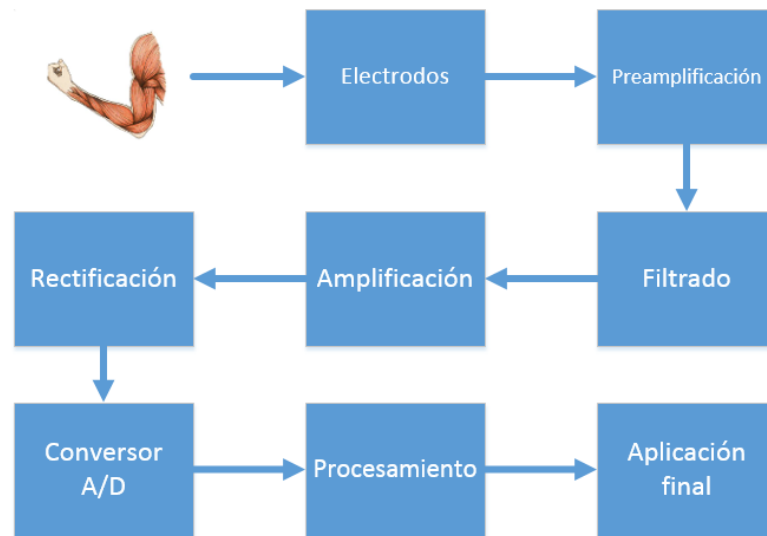 Electrodos
Preamplificación
Filtrado
Amplificación
Rectificación
Conversor
A/D
Procesamiento
Aplicación
final